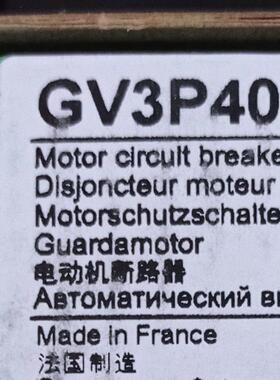 GV3P40
Motor circuit breake
Disjoncteur moteur
Motorschutzschalte
Guardamotor
电动机断路器
Автоматический в
Made in France
法国制造